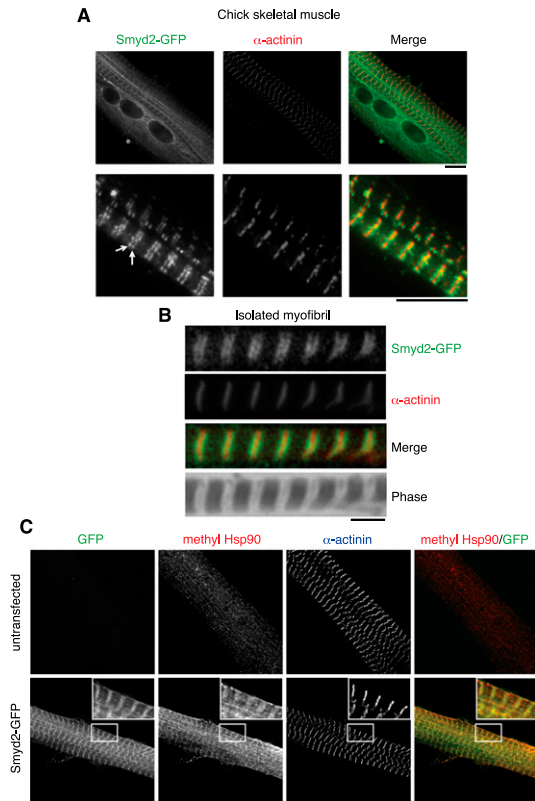 Chick skeletal muscle
A
Smyd2-GFP α-actinin Merge
B
Isolated myofibril
Smyd2-GFP
α-actinin
Merge
Phase
C
GFP methyl Hsp90 α-actinin methyl Hsp90/GFP
untransfected
Smyd2-GFP